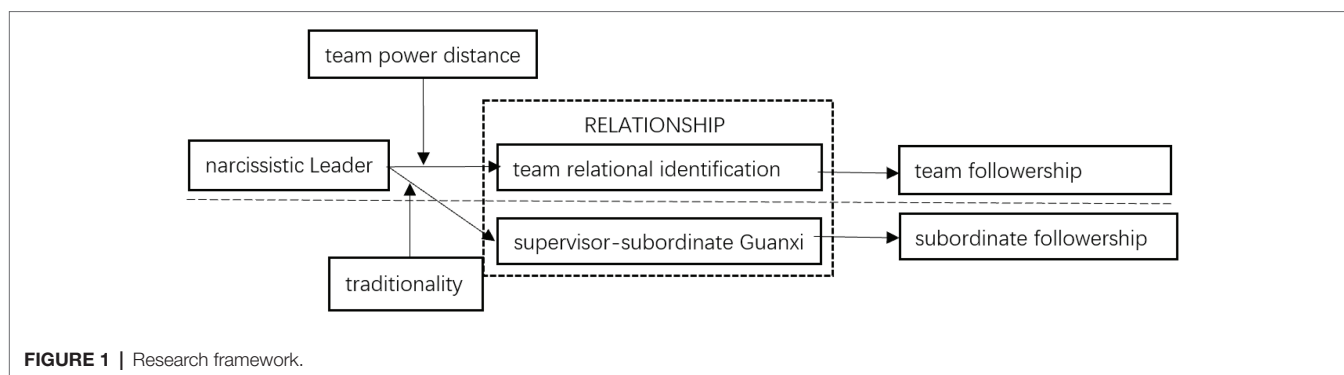 team power distance
RELATIONSHIP
narcissistic Leader
team relational identification
team followership
supervisor-subordinate Guanxi
subordinate followership
traditionality
FIGURE 1 | Research framework.